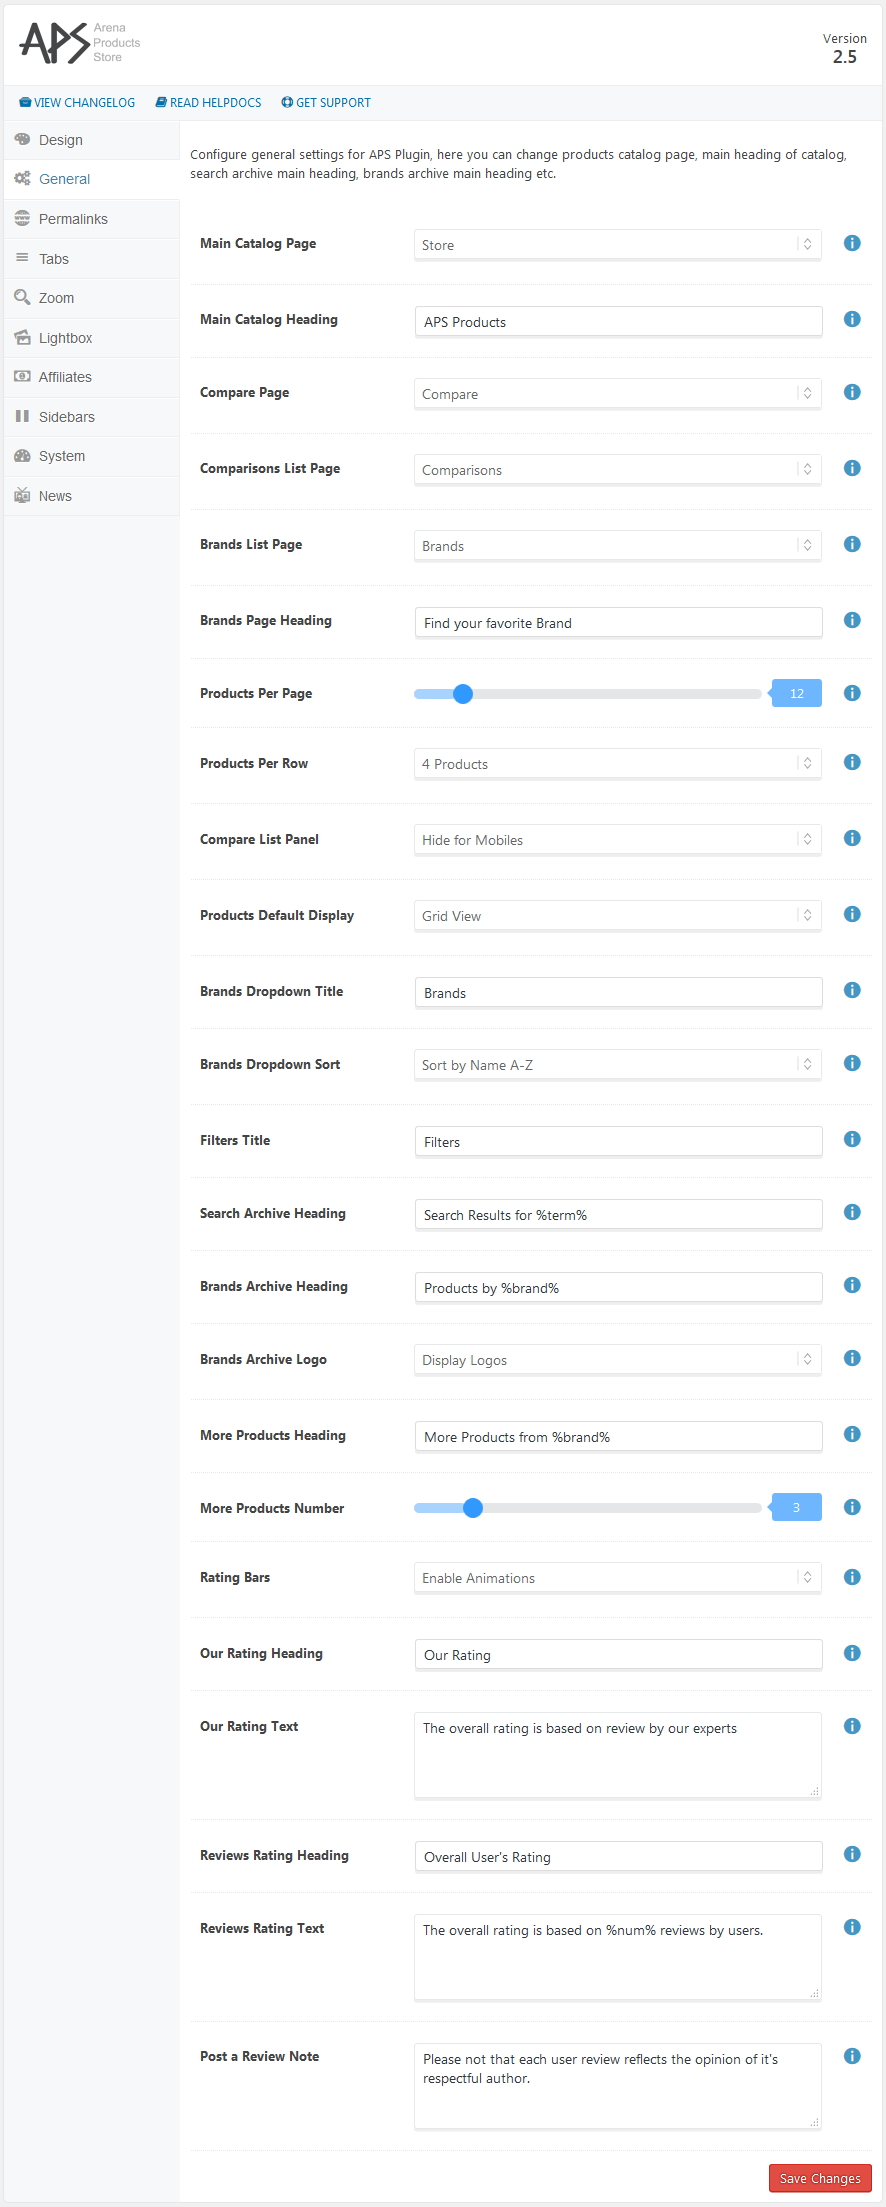 APS Arena
Products
Store
Version
2.5
VIEW CHANGELOG READ HELPDOCS GET SUPPORT
Design
General
Permalinks
Tabs
Zoom
Lightbox
Affiliates
Sidebars
System
News
Configure general settings for APS Plugin, here you can change products catalog page, main heading of catalog,
search archive main heading, brands archive main heading etc.
Main Catalog Page Store
Main Catalog Heading APS Products
Compare Page Compare
Comparisons List Page Comparisons
Brands List Page Brands
Brands Page Heading Find your favorite Brand
Products Per Page 12
Products Per Row 4 Products
Compare List Panel Hide for Mobiles
Products Default Display Grid View
Brands Dropdown Title Brands
Brands Dropdown Sort Sort by Name A-Z
Filters Title Filters
Search Archive Heading Search Results for %term%
Brands Archive Heading Products by %brand%
Brands Archive Logo Display Logos
More Products Heading More Products from %brand%
More Products Number 3
Rating Bars Enable Animations
Our Rating Heading Our Rating
Our Rating Text The overall rating is based on review by our experts
Reviews Rating Heading Overall User's Rating
Reviews Rating Text The overall rating is based on %num% reviews by users.
Post a Review Note Please not that each user review reflects the opinion of it's
respectful author.
Save Changes